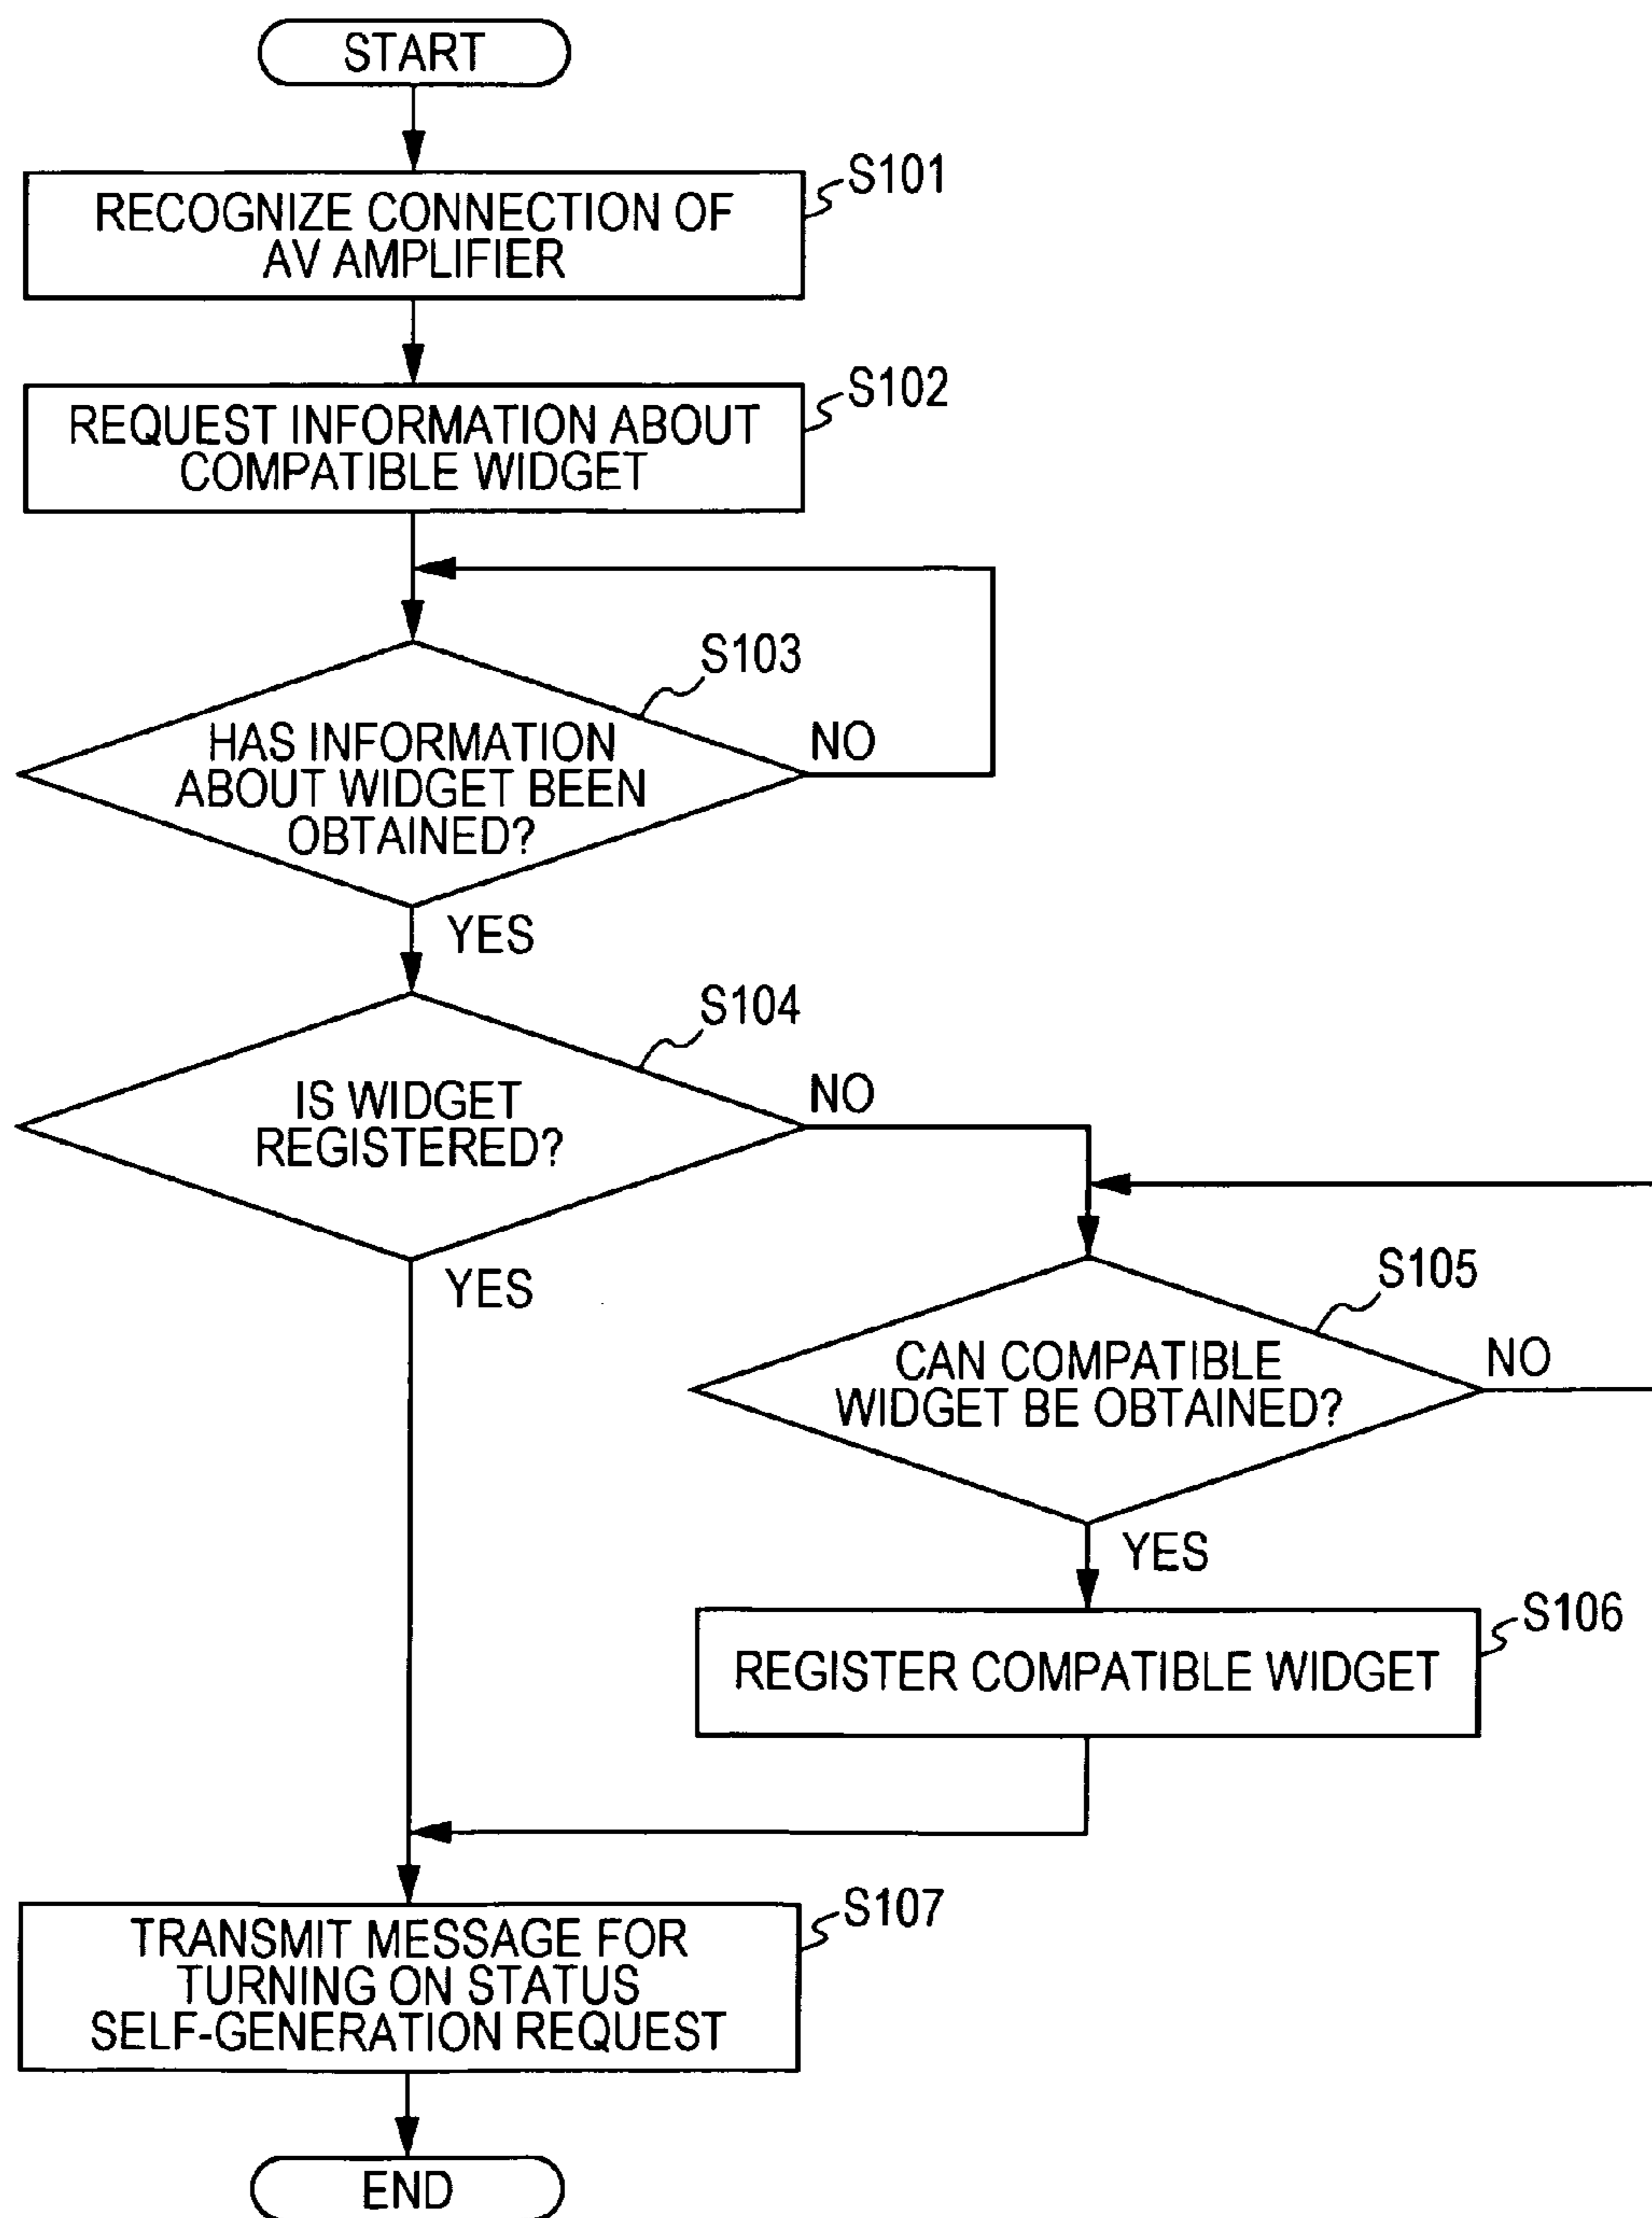 START
S101
RECOGNIZE CONNECTION OF
AV AMPLIFIER
S102
REQUEST INFORMATION ABOUT
COMPATIBLE WIDGET
S103
HAS INFORMATION
ABOUT WIDGET BEEN
OBTAINED?
NO
YES
S104
IS WIDGET
REGISTERED?
NO
YES
S105
CAN COMPATIBLE
WIDGET BE OBTAINED?
NO
YES
S106
REGISTER COMPATIBLE WIDGET
S107
TRANSMIT MESSAGE FOR
TURNING ON STATUS
SELF-GENERATION REQUEST
END